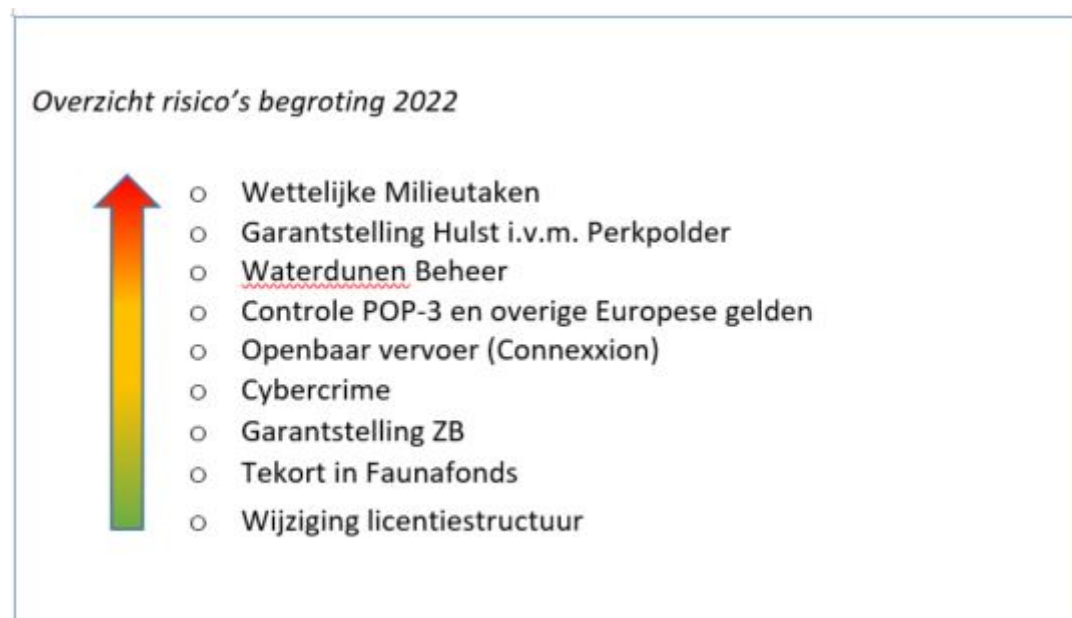 Overzicht risico's begroting 2022
o Wettelijke Milieutaken
o Garantstelling Hulst i.v.m. Perkpolder
o Waterdunen Beheer
o Controle POP-3 en overige Europese gelden
o Openbaar vervoer (Connexxion)
o Cybercrime
o Garantstelling ZB
o Tekort in Faunafonds
o Wijziging licentiestructuur